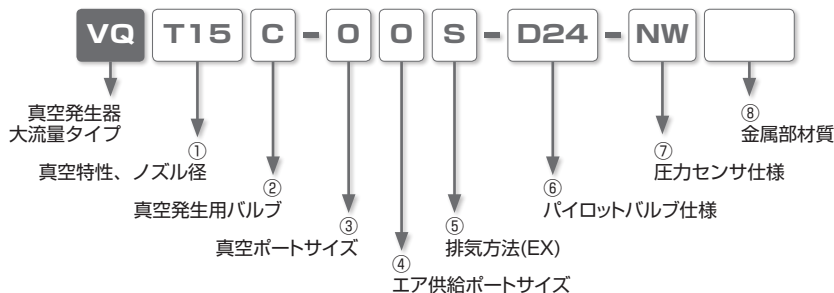 VQ T15 C - 0 0 S - D24 - NW
真空発生器
大流量タイプ
①
真空特性、ノズル径
②
真空発生用バルブ
③
真空ポートサイズ
④
エア供給ポートサイズ
⑤
排気方法(EX)
⑥
パイロットバルブ仕様
⑦
圧力センサ仕様
⑧
金属部材質